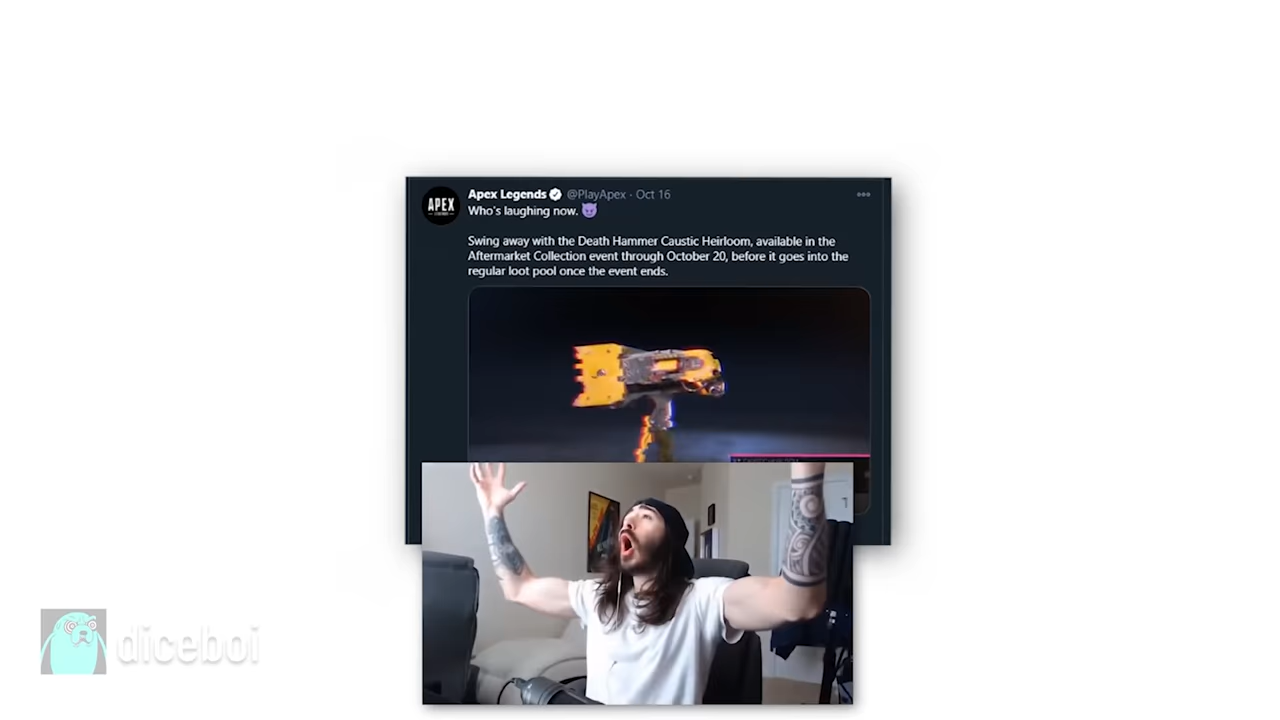 Apex Legends @PlayApex · Oct 16
Who's laughing now. 😈
Swing away with the Death Hammer Caustic Heirloom, available in the
Aftermarket Collection event through October 20, before it goes into the
regular loot pool once the event ends.
APEX
diceboi